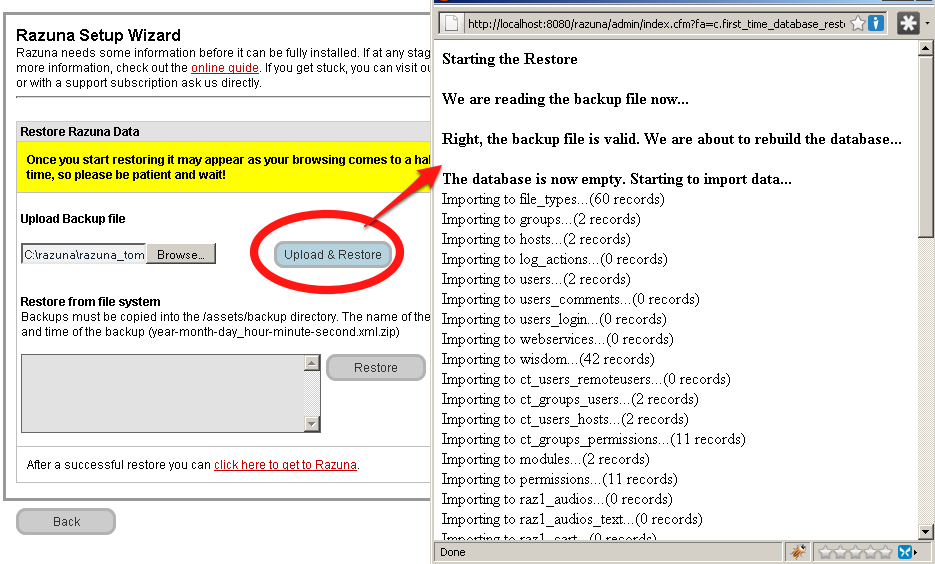 Razuna Setup Wizard
Razuna needs some information before it can be fully installed. If at any stag
more information, check out the online guide. If you get stuck, you can visit ou
or with a support subscription ask us directly.
Restore Razuna Data
Once you start restoring it may appear as your browsing comes to a hal
time, so please be patient and wait!
Upload Backup file
C:\razuna\razuna_tom
Browse...
Upload & Restore
Restore from file system
Backups must be copied into the /assets/backup directory. The name of the
and time of the backup (year-month-day_hour-minute-second.xml.zip)
Restore
After a successful restore you can click here to get to Razuna.
Back
http://localhost:8080/razuna/admin/index.cfm?fa=c.first_time_database_resto
Starting the Restore
We are reading the backup file now...
Right, the backup file is valid. We are about to rebuild the database...
The database is now empty. Starting to import data...
Importing to file_types...(60 records)
Importing to groups...(2 records)
Importing to hosts...(2 records)
Importing to log_actions...(0 records)
Importing to users...(2 records)
Importing to users_comments...(0 records)
Importing to users_login...(0 records)
Importing to webservices...(0 records)
Importing to wisdom...(42 records)
Importing to ct_users_remoteusers...(0 records)
Importing to ct_groups_users...(2 records)
Importing to ct_users_hosts...(2 records)
Importing to ct_groups_permissions...(11 records)
Importing to modules...(2 records)
Importing to permissions...(11 records)
Importing to raz1_audios...(0 records)
Importing to raz1_audios_text...(0 records)
Importing to raz1_cart...(0 records)
Done